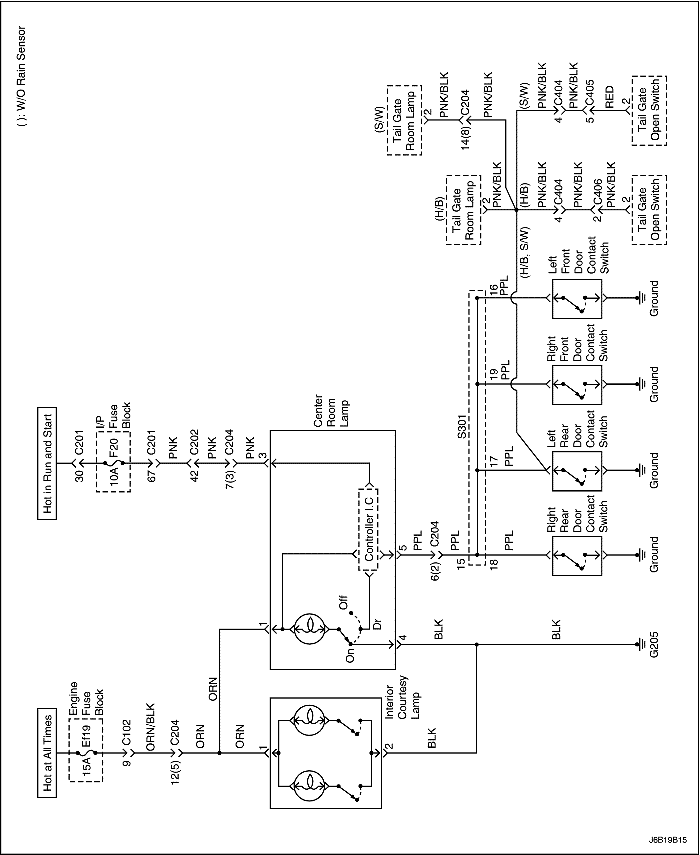 ( ): W/O Rain Sensor
Hot at All Times
15A Ef19
Engine
Fuse
Block
9 C102
ORN/BLK
12(5) C204
ORN
ORN
ORN
1
2
BLK
Interior
Courtesy
Lamp
Hot in Run and Start
30 C201
10A F20
I/P
Fuse
Block
67 C201
PNK
42 C202
PNK
7(3) C204
PNK
3
Center
Room
Lamp
1
Controller I.C
On
Off
Dr
4
5
BLK
BLK
G205
PPL
6(2) C204
PPL
15
S301
18
PPL
17
PPL
19
PPL
16
PPL
Right
Rear
Door
Contact
Switch
Ground
Left
Rear
Door
Contact
Switch
Ground
Right
Front
Door
Contact
Switch
Ground
Left
Front
Door
Contact
Switch
Ground
(H/B, S/W)
(H/B)
Tail Gate
Room Lamp
2
PNK/BLK
(S/W)
Tail Gate
Room Lamp
2
PNK/BLK
14(8) C204
PNK/BLK
(H/B)
PNK/BLK
4 C404
PNK/BLK
2 C406
PNK/BLK
2
Tail Gate
Open Switch
(S/W)
PNK/BLK
4 C404
PNK/BLK
5 C405
RED
2
Tail Gate
Open Switch
J6B19B15